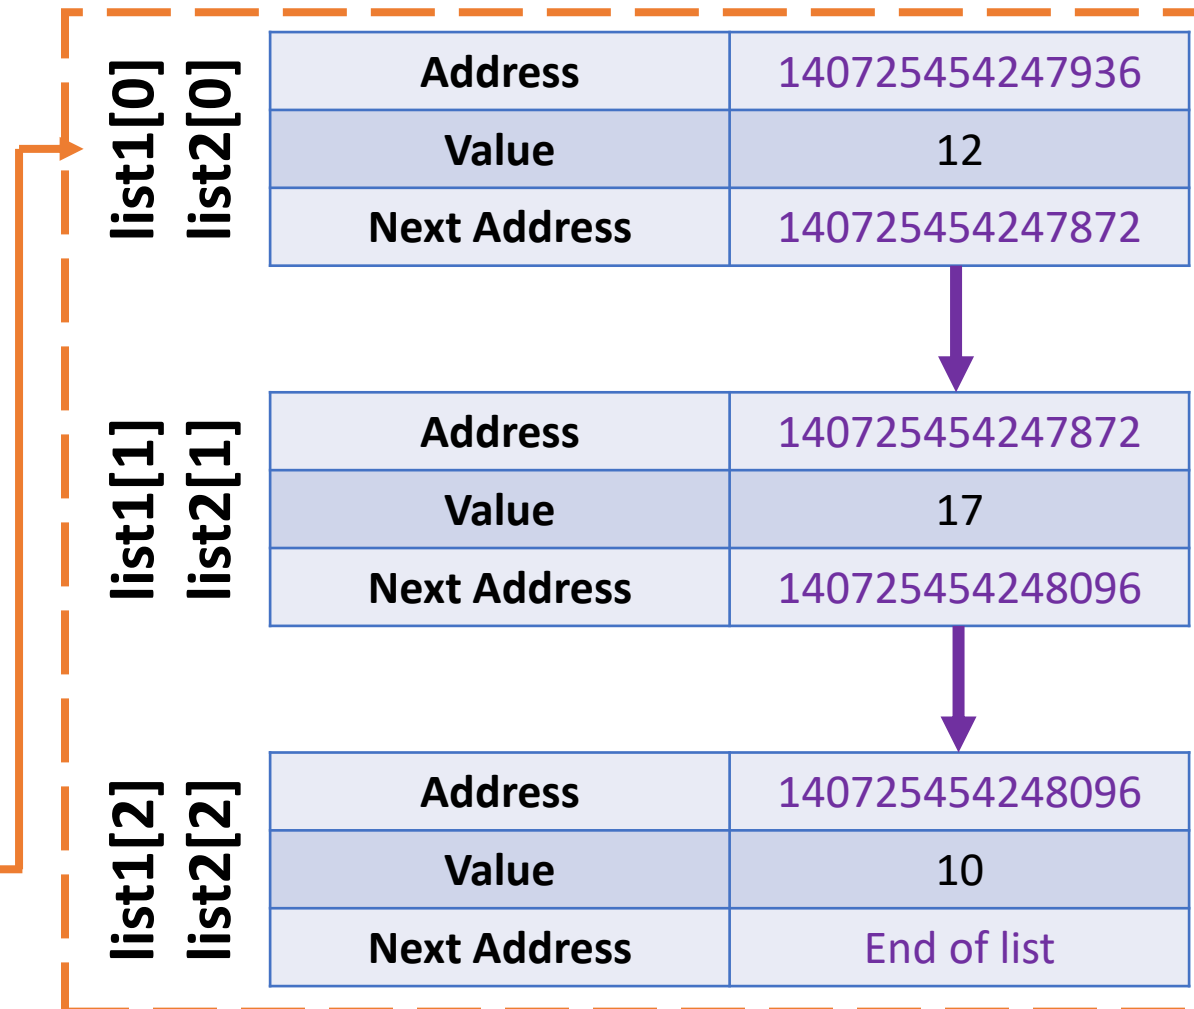 list1[0]
list2[0]
Address 140725454247936
Value 12
Next Address 140725454247872
list1[1]
list2[1]
Address 140725454247872
Value 17
Next Address 140725454248096
list1[2]
list2[2]
Address 140725454248096
Value 10
Next Address End of list